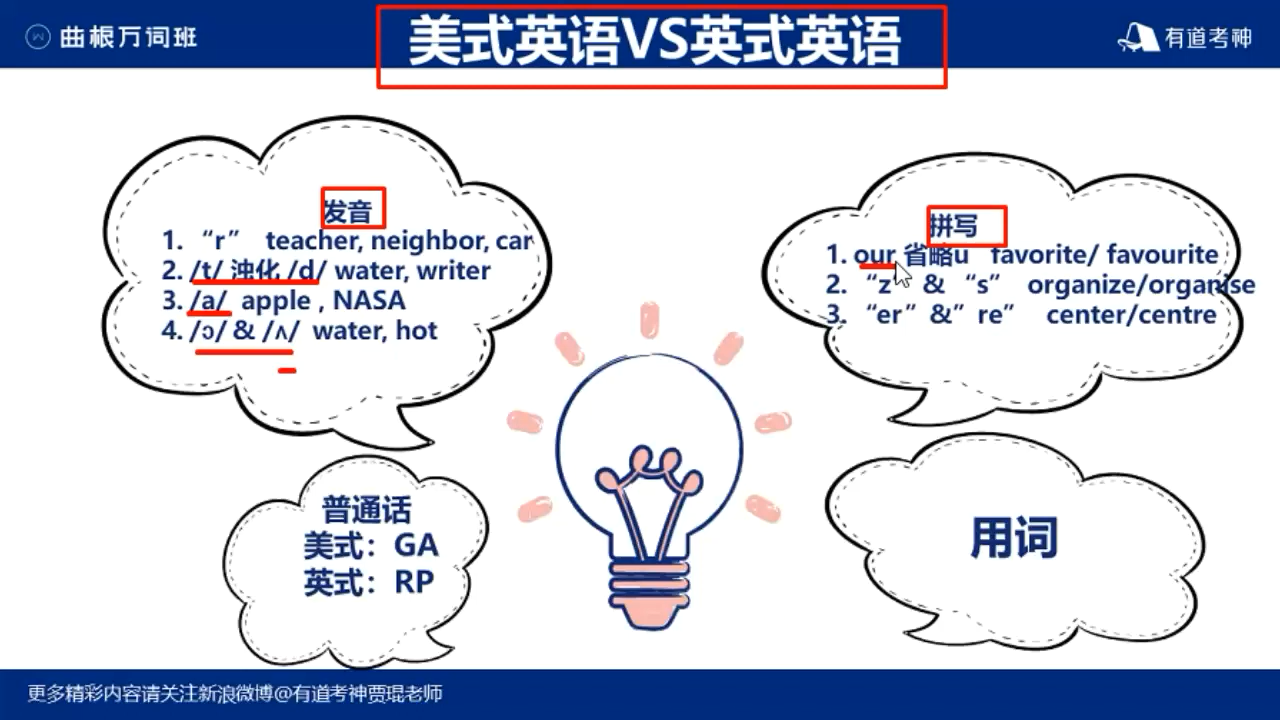 曲根万词班
美式英语VS英式英语
有道考神
发音
1. “r” teacher, neighbor, car
2. /t/ 浊化 /d/ water, writer
3. /a/ apple , NASA
4. /ɔ/ & /ʌ/ water, hot
拼写
1. our 省略u favorite/ favourite
2. “z” & “s” organize/organise
3. “er” &” re” center/centre
普通话
美式：GA
英式：RP
用词
更多精彩内容请关注新浪微博@有道考神贾琨老师